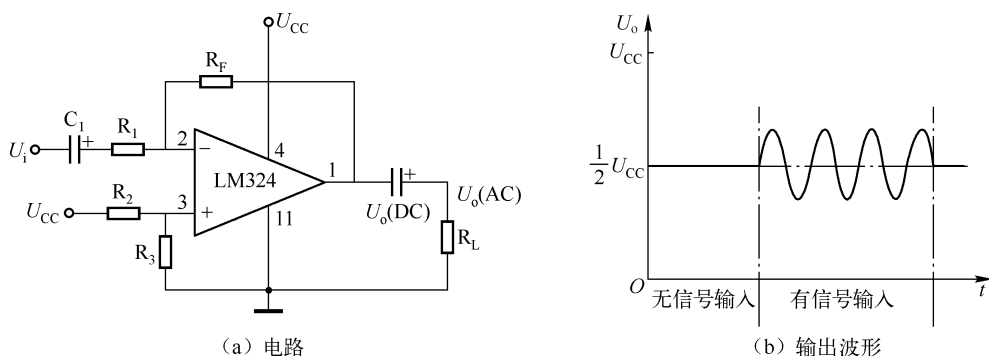 U_CC
R_F
C_1
+
R_1
U_i
2
−
4
LM324
1
+
R_2
3
+
U_CC
11
R_3
U_o(DC)
U_o(AC)
R_L
(a) 电路
U_o
U_CC
1/2 U_CC
O
无信号输入
有信号输入
t
(b) 输出波形